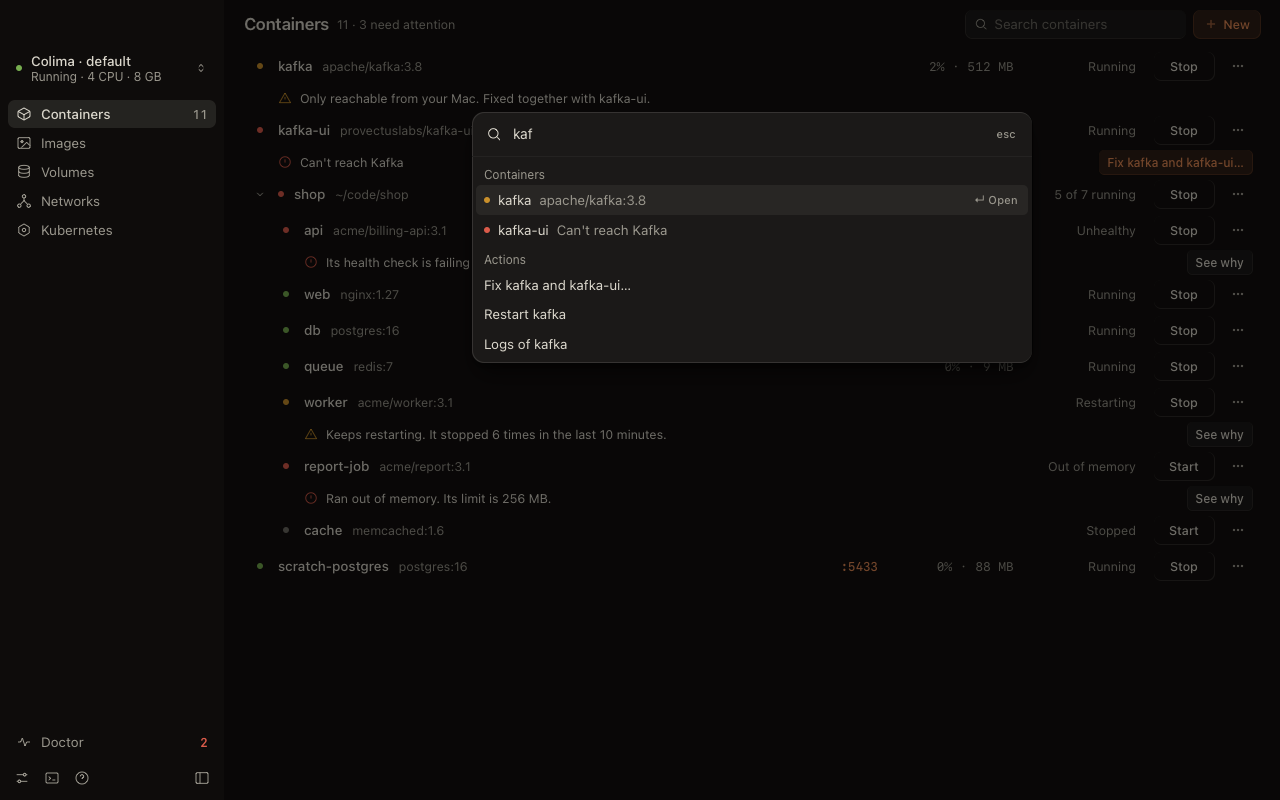 Containers 11 · 3 need attention
Search containers
+ New
Colima · default
Running · 4 CPU · 8 GB
Containers 11
Images
Volumes
Networks
Kubernetes
kafka apache/kafka:3.8 2% · 512 MB Running Stop ···
Only reachable from your Mac. Fixed together with kafka-ui.
kafka-ui provectuslabs/kafka-ui Running Stop ···
Can't reach Kafka Fix kafka and kafka-ui...
shop ~/code/shop 5 of 7 running Stop ···
api acme/billing-api:3.1 Unhealthy Stop ···
Its health check is failing See why
web nginx:1.27 Running Stop ···
db postgres:16 Running Stop ···
queue redis:7 0% · 9 MB Running Stop ···
worker acme/worker:3.1 Restarting Stop ···
Keeps restarting. It stopped 6 times in the last 10 minutes. See why
report-job acme/report:3.1 Out of memory Start ···
Ran out of memory. Its limit is 256 MB. See why
cache memcached:1.6 Stopped Start ···
scratch-postgres postgres:16 :5433 0% · 88 MB Running Stop ···
kaf esc
Containers
kafka apache/kafka:3.8 ↵ Open
kafka-ui Can't reach Kafka
Actions
Fix kafka and kafka-ui...
Restart kafka
Logs of kafka
Doctor 2